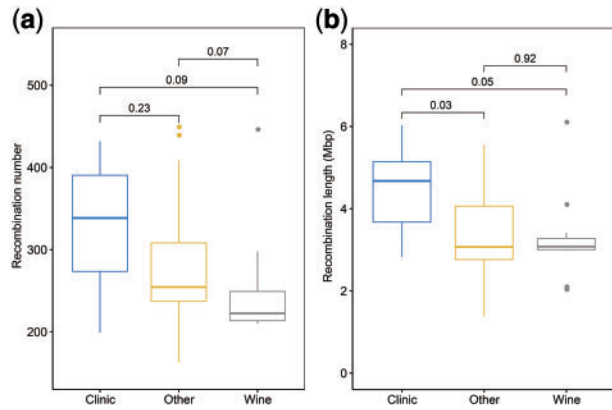 (a)
Recombination number
500
400
300
200
0.07
0.09
0.23
Clinic Other Wine
(b)
Recombination length (Mbp)
8
6
4
2
0
0.92
0.05
0.03
Clinic Other Wine